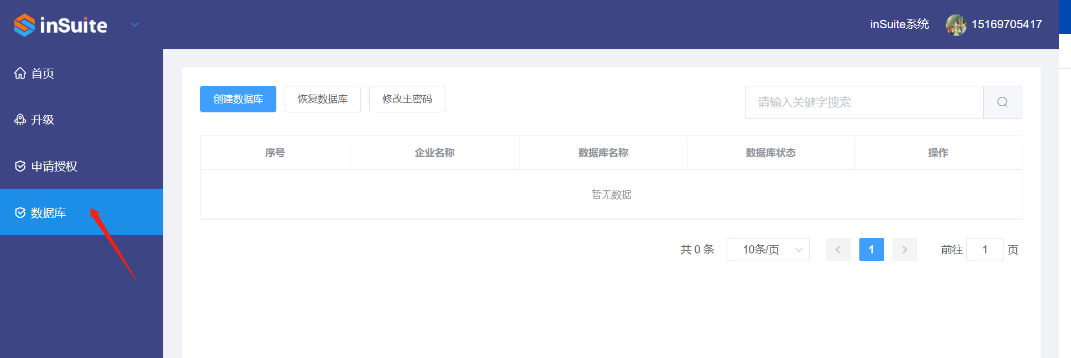 inSuite
inSuite系统 15169705417
首页
升级
申请授权
数据库
创建数据库 恢复数据库 修改主密码 请输入关键字搜索
序号 企业名称 数据库名称 数据库状态 操作
暂无数据
共 0 条 10条/页 1 前往 1 页